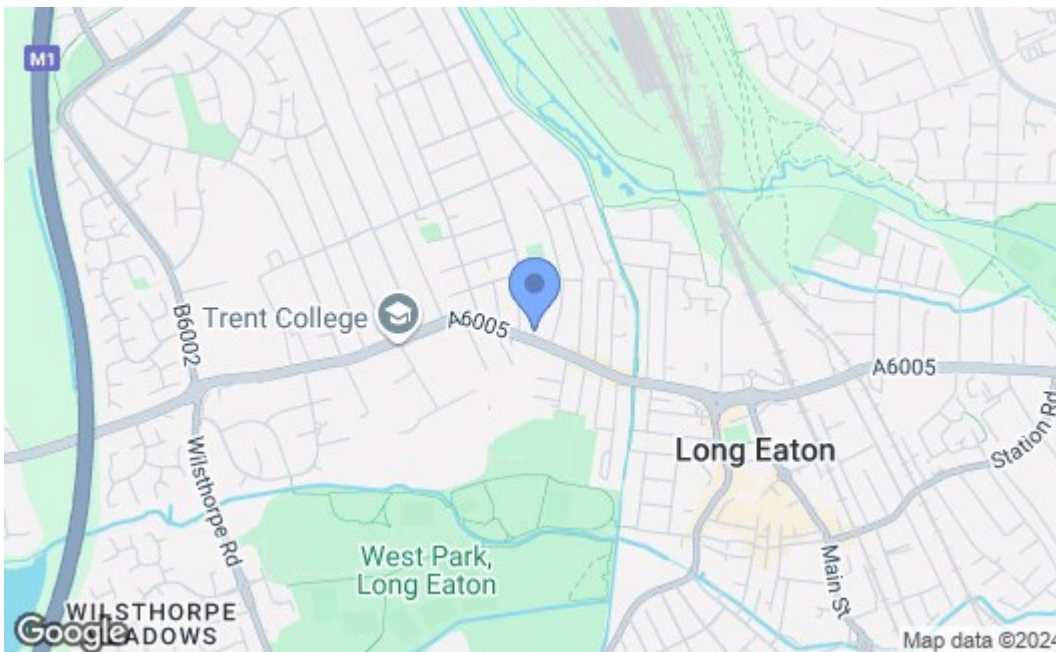 M1
B6002
Trent College
A6005
A6005
Long Eaton
Station Rd
Wilsthorpe Rd
West Park,
Long Eaton
Main St
WILSTHORPE
Google
Map data ©2024